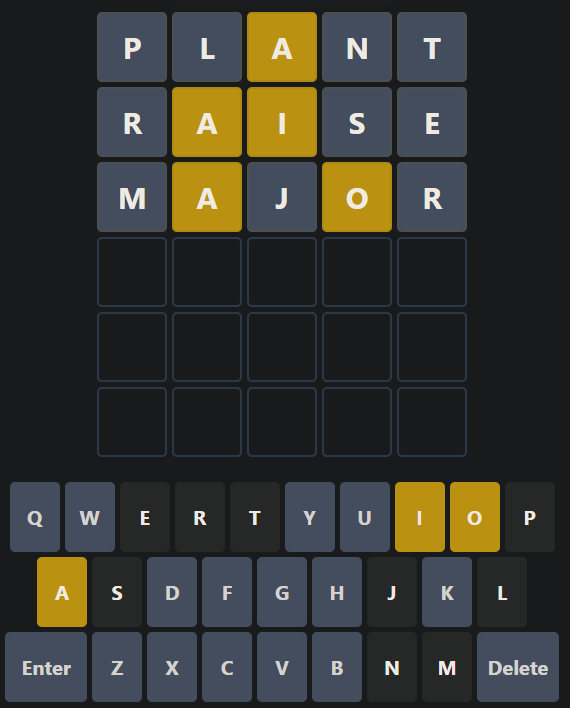 P L A N T
R A I S E
M A J O R
Q W E R T Y U I O P
A S D F G H J K L
Enter Z X C V B N M Delete